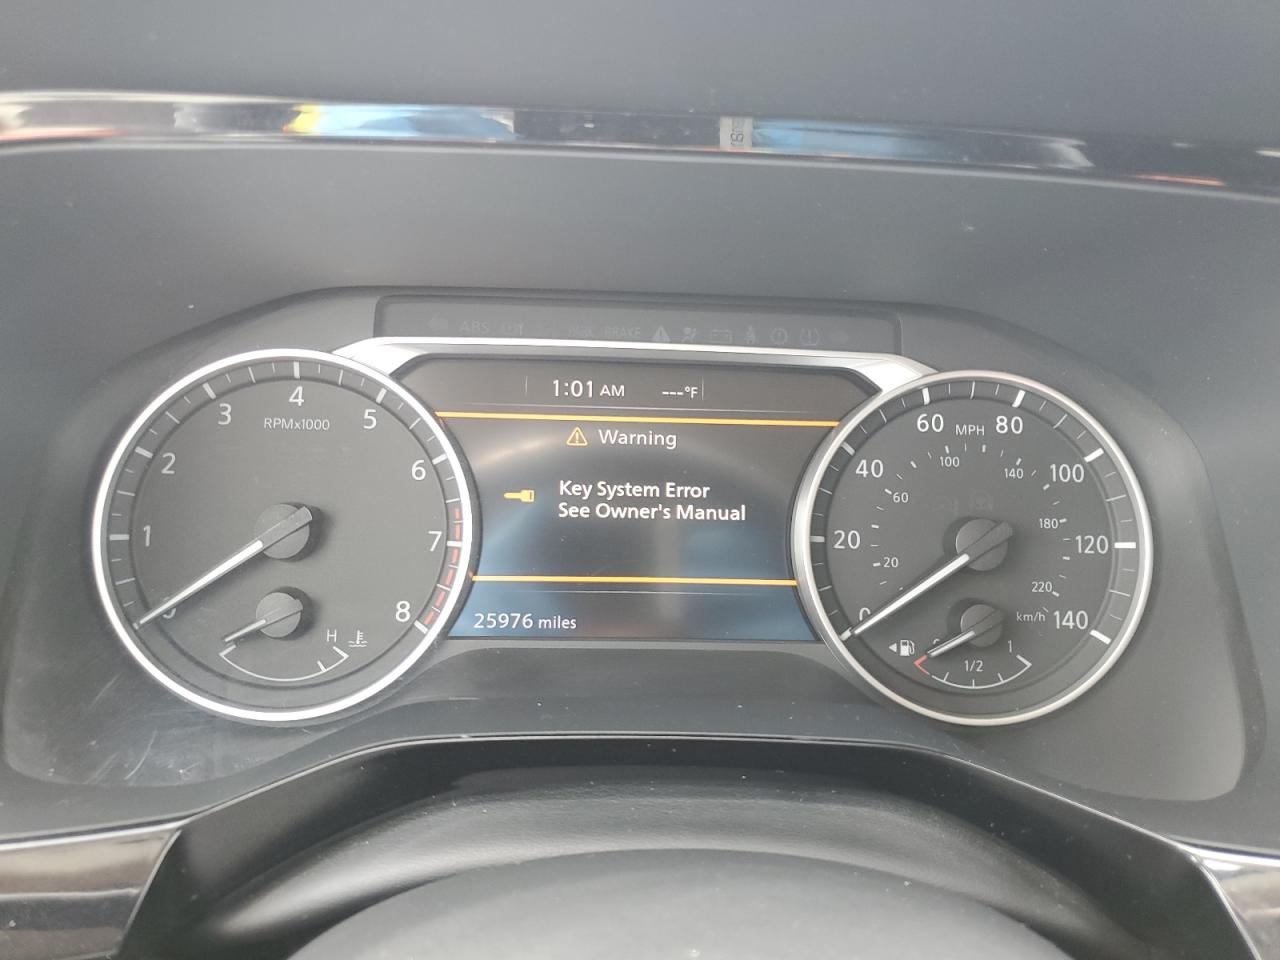 ABS PARK BRAKE
1:01 AM ---°F
Warning
Key System Error
See Owner's Manual
25976 miles
RPMx1000
1
2
3
4
5
6
7
8
H
MPH
0
20
40
60
80
100
120
140
20
60
100
140
180
220
km/h
1/2
1